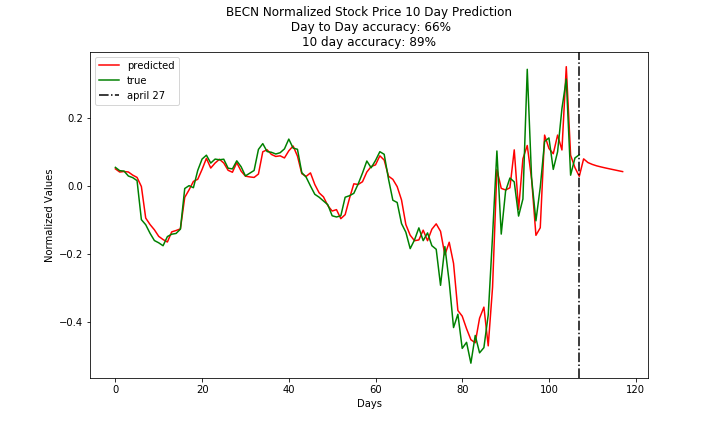 BECN Normalized Stock Price 10 Day Prediction
Day to Day accuracy: 66%
10 day accuracy: 89%
predicted
true
april 27
0.2
0.0
−0.2
−0.4
Normalized Values
0
20
40
60
80
100
120
Days